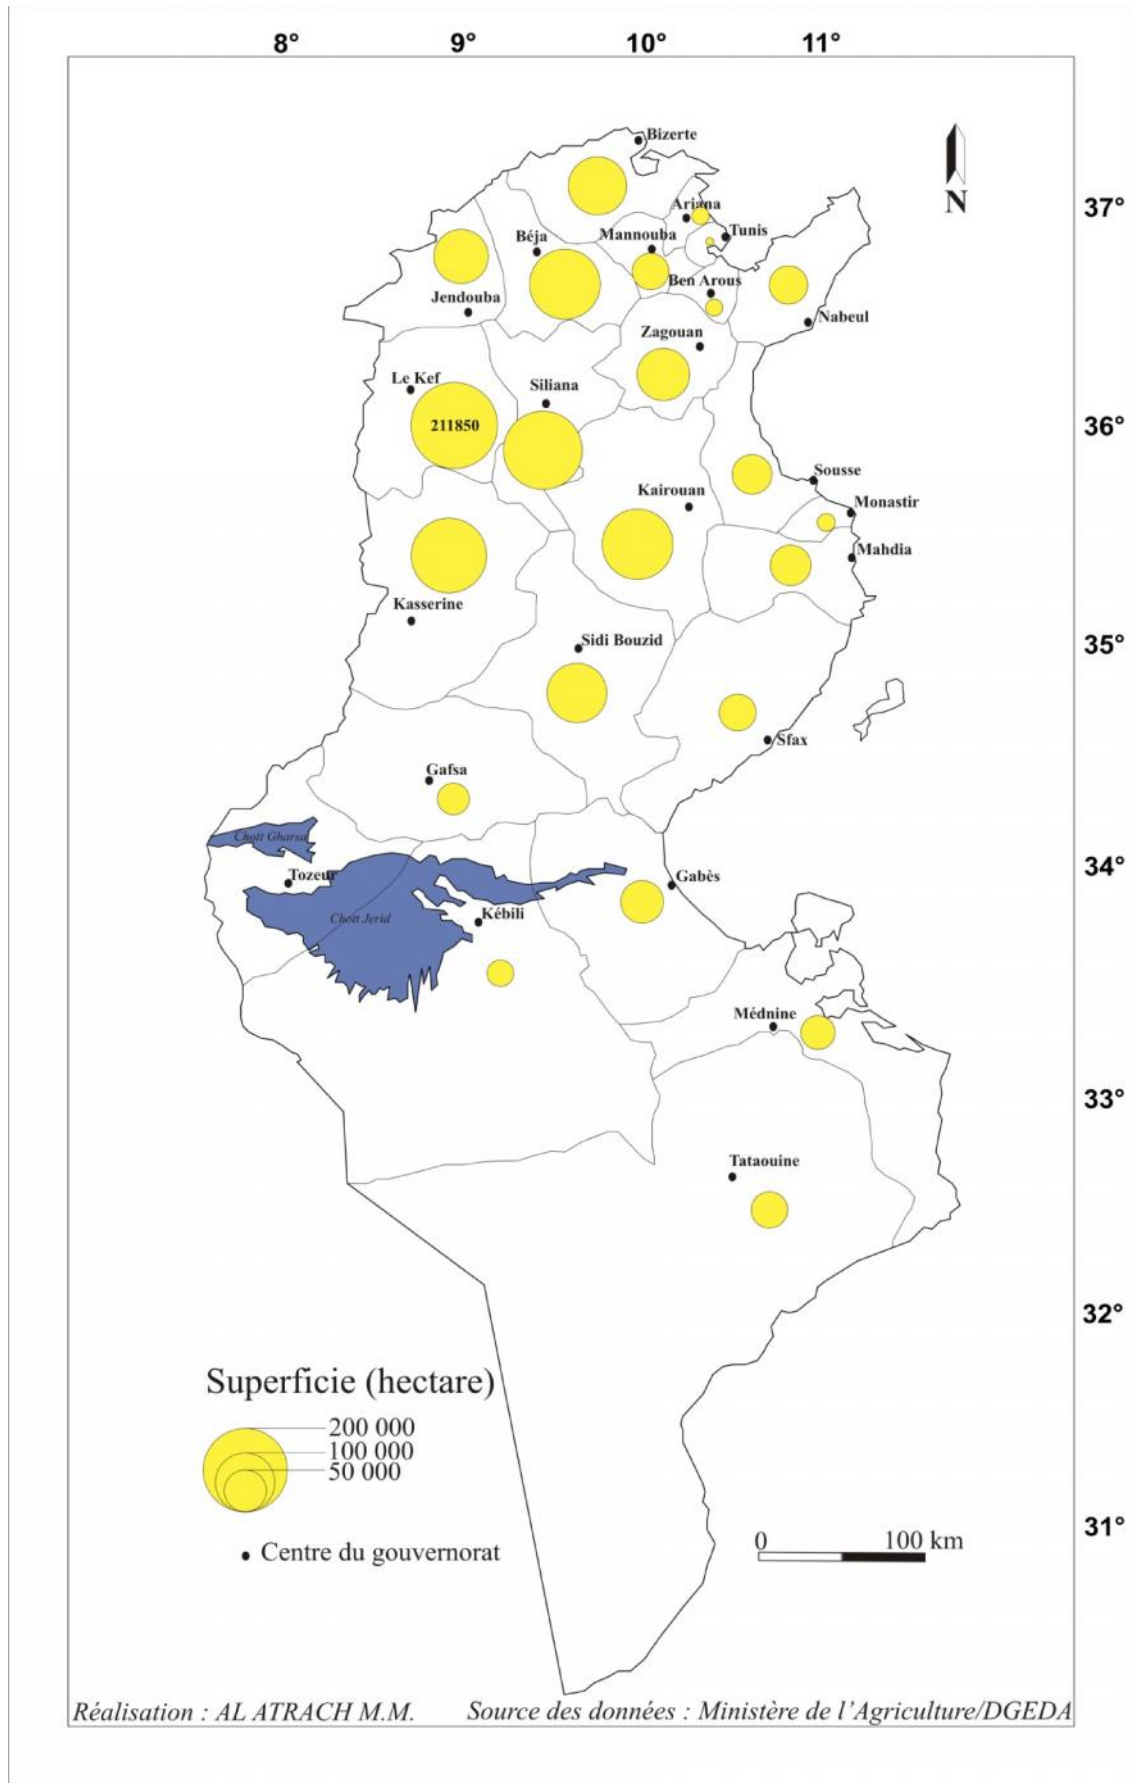 8° 9° 10° 11°
Bizerte
37°
Ariana
N
Tunis
Béja
Mannouba
Ben Arous
Jendouba
Nabeul
Zagouan
Le Kef
Siliana
211850
36°
Sousse
Kairouan
Monastir
Mahdia
Kasserine
Sidi Bouzid
35°
Sfax
Gafsa
Chott Gharsa
34°
Tozeur
Gabès
Chott Jerid
Kébili
Médnine
33°
Tataouine
32°
Superficie (hectare)
200 000
100 000
50 000
31°
0 100 km
Centre du gouvernorat
Réalisation : AL ATRACH M.M. Source des données : Ministère de l'Agriculture/DGEDA